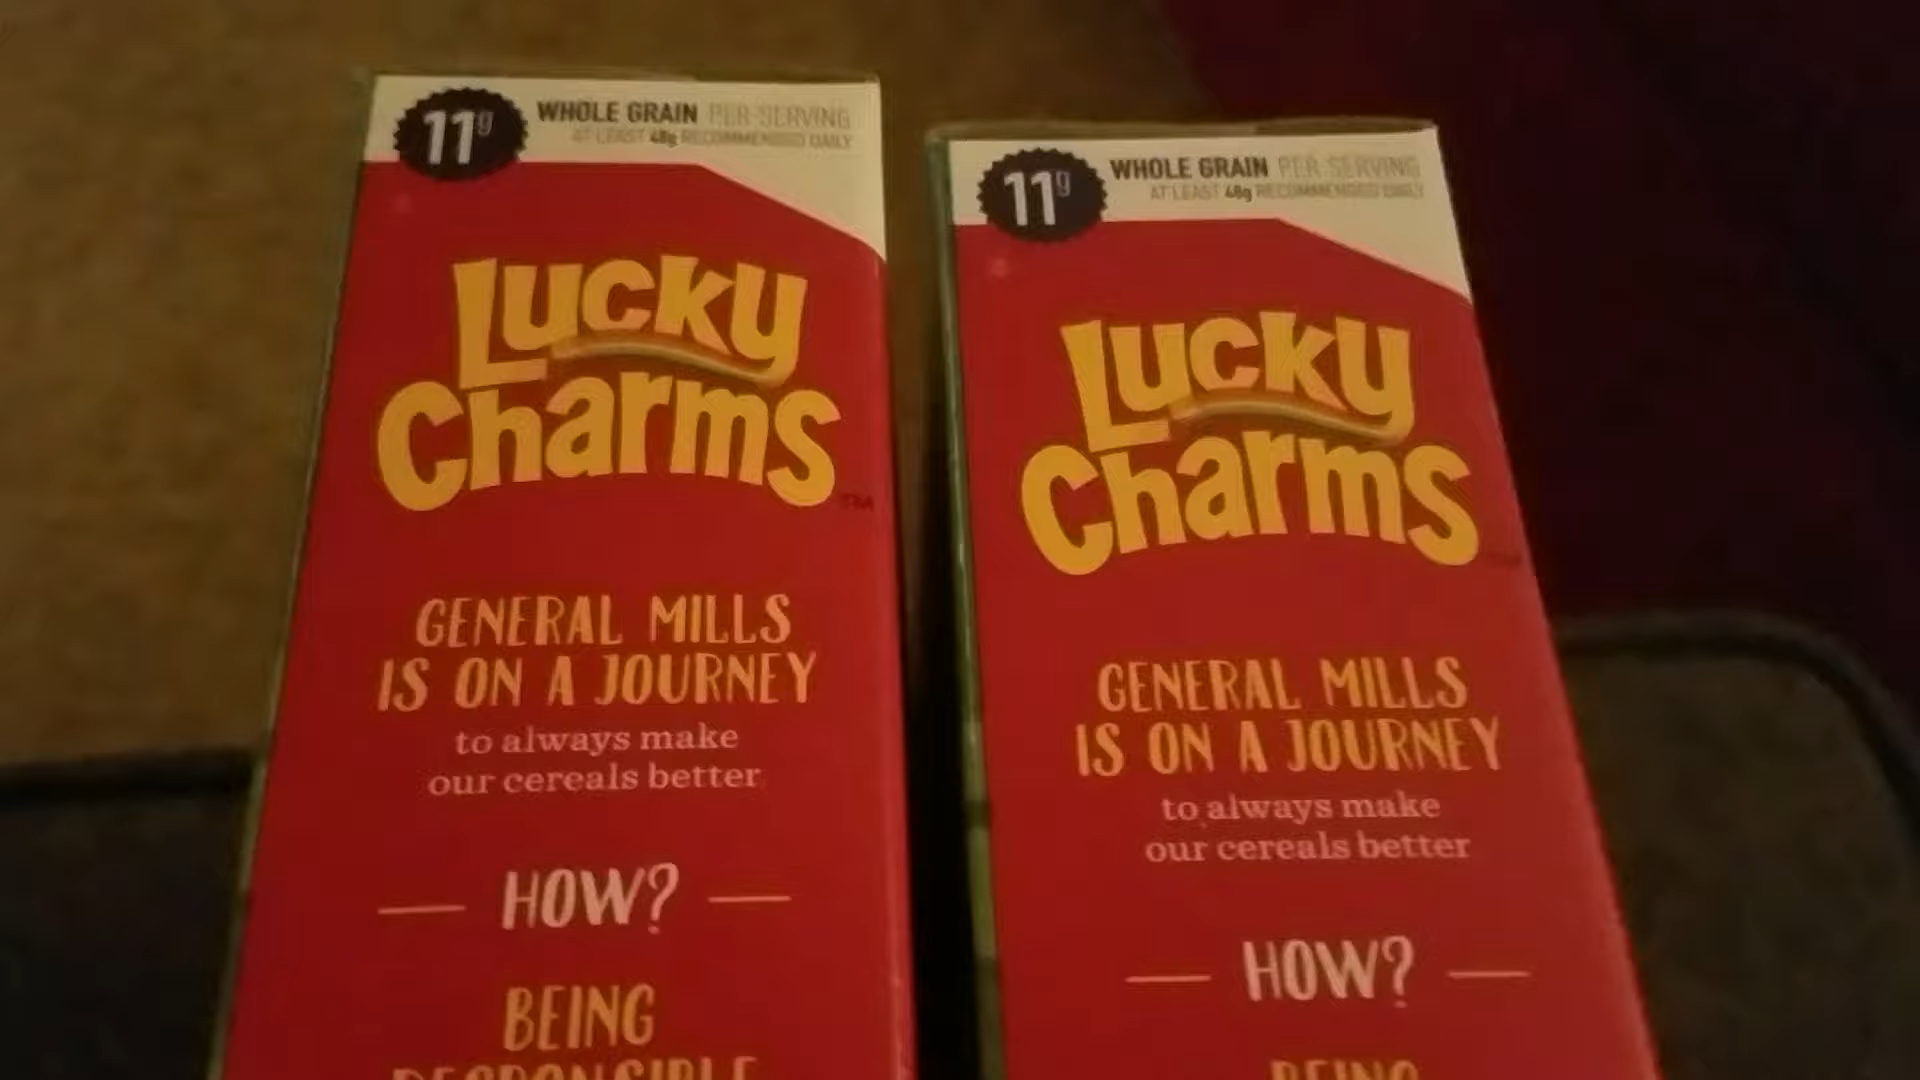 11g WHOLE GRAIN PER SERVING
AT LEAST 48g RECOMMENDED DAILY
Lucky
Charms
GENERAL MILLS
IS ON A JOURNEY
to always make
our cereals better
HOW?
BEING
RESPONSIBLE
11g WHOLE GRAIN PER SERVING
AT LEAST 48g RECOMMENDED DAILY
Lucky
Charms
GENERAL MILLS
IS ON A JOURNEY
to always make
our cereals better
HOW?
BEING